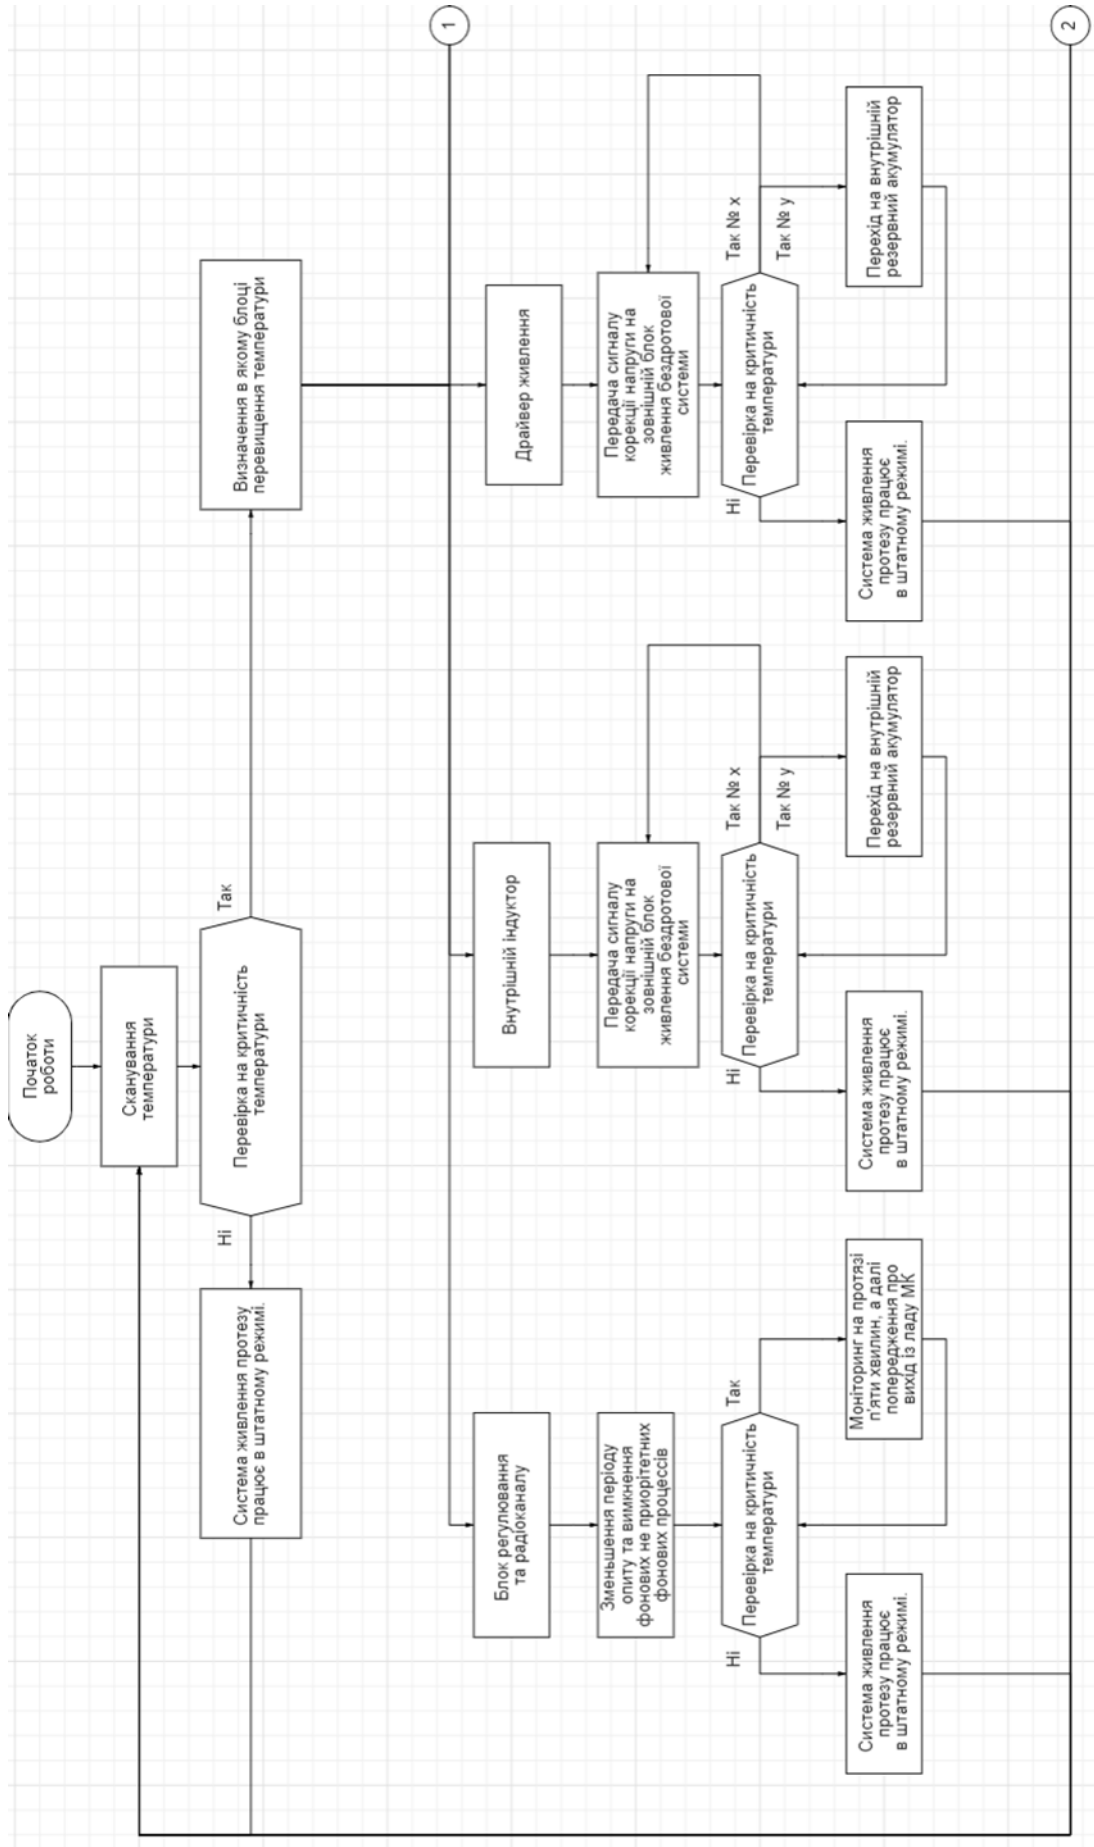 Початок
роботи
Сканування
температури
Перевірка на критичність
температури
Ні
Так
Система живлення протезу
працює в штатному режимі.
Визначення в якому блоці
перевищення температури
1
Блок регулювання
та радіоканалу
Внутрішній індуктор
Драйвер живлення
Зменьшення періоду
опиту та вимкнення
фонових не приорітетних
фонових процессів
Передача сигналу
корекції напруги на
зовнішній блок
живлення бездротової
системи
Передача сигналу
корекції напруги на
зовнішній блок
живлення бездротової
системи
Перевірка на критичність
температури
Ні
Так
Перевірка на критичність
температури
Ні
Так № x
Так № y
Перевірка на критичність
температури
Ні
Так № x
Так № y
Система живлення
протезу працює
в штатному режимі.
Моніторинг на протязі
п'яти хвилин, а далі
попередження про
вихід із ладу МК
Система живлення
протезу працює
в штатному режимі.
Перехід на внутрішній
резервний акумулятор
Система живлення
протезу працює
в штатному режимі.
Перехід на внутрішній
резервний акумулятор
2